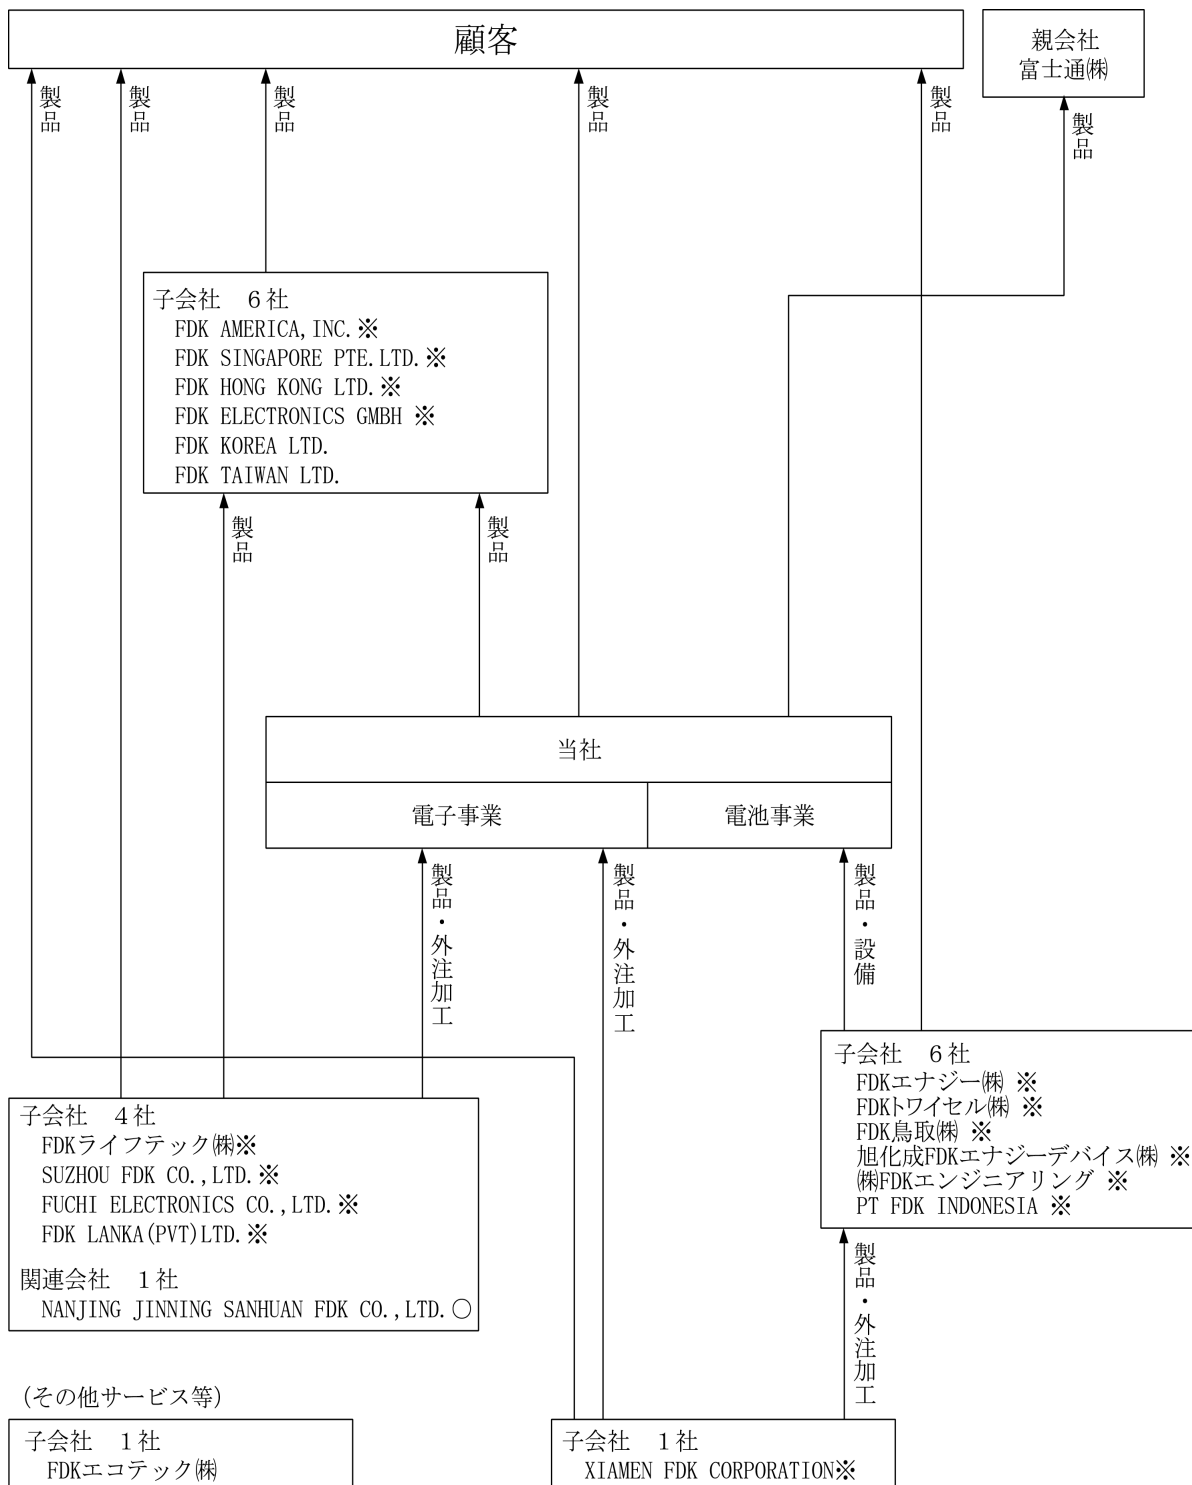 顧客
親会社
富士通㈱
製品
製品
製品
製品
製品
製品
子会社　６社
FDK AMERICA,INC.※
FDK SINGAPORE PTE.LTD.※
FDK HONG KONG LTD.※
FDK ELECTRONICS GMBH ※
FDK KOREA LTD.
FDK TAIWAN LTD.
製品
製品
当社
電子事業
電池事業
製品・外注加工
製品・外注加工
製品・設備
子会社　６社
FDKエナジー㈱ ※
FDKトワイセル㈱ ※
FDK鳥取㈱ ※
旭化成FDKエナジーデバイス㈱ ※
㈱FDKエンジニアリング ※
PT FDK INDONESIA ※
子会社　４社
FDKライフテック㈱※
SUZHOU FDK CO.,LTD.※
FUCHI ELECTRONICS CO.,LTD.※
FDK LANKA(PVT)LTD.※
関連会社　１社
NANJING JINNING SANHUAN FDK CO.,LTD.○
製品・外注加工
(その他サービス等)
子会社　１社
FDKエコテック㈱
子会社　１社
XIAMEN FDK CORPORATION※